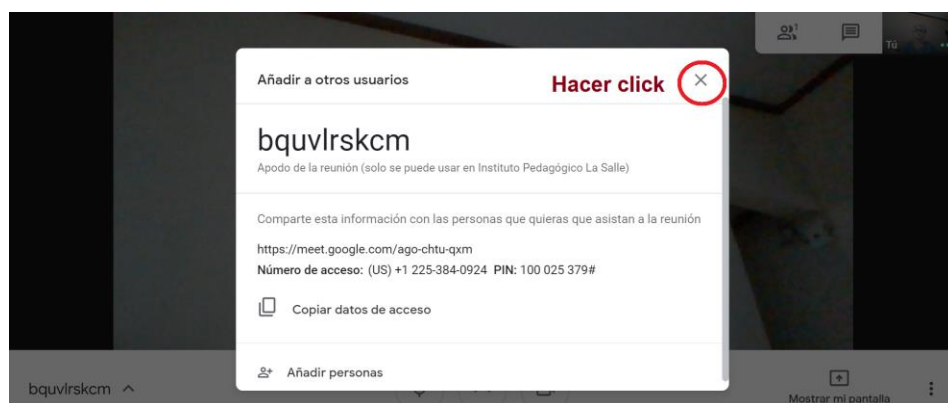 1
Tú
Añadir a otros usuarios
Hacer click
bquvlrskcm
Apodo de la reunión (solo se puede usar en Instituto Pedagógico La Salle)
Comparte esta información con las personas que quieras que asistan a la reunión
https://meet.google.com/ago-chtu-qxm
Número de acceso: (US) +1 225-384-0924 PIN: 100 025 379#
Copiar datos de acceso
Añadir personas
bquvlrskcm
Mostrar mi pantalla